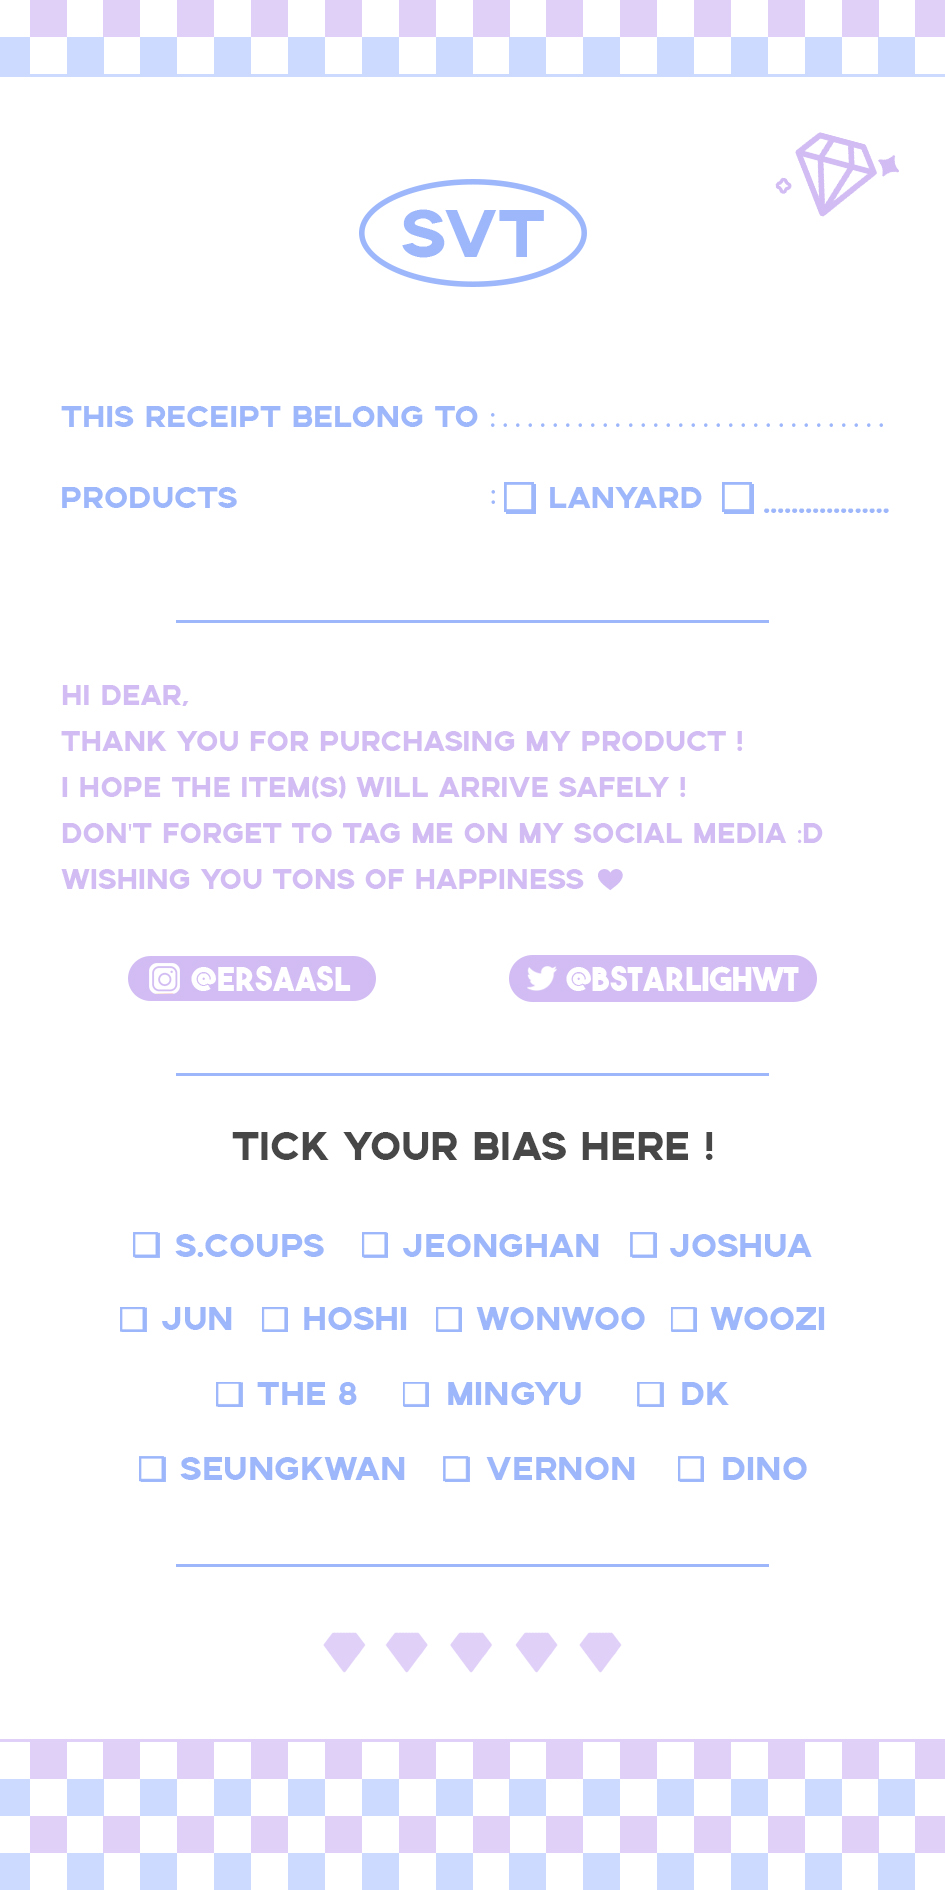 SVT
THIS RECEIPT BELONG TO :...............................
PRODUCTS : ☐ LANYARD ☐ ..................
HI DEAR,
THANK YOU FOR PURCHASING MY PRODUCT !
I HOPE THE ITEM(S) WILL ARRIVE SAFELY !
DON'T FORGET TO TAG ME ON MY SOCIAL MEDIA :D
WISHING YOU TONS OF HAPPINESS ♥
@ERSAASL @BSTARLIGHWT
TICK YOUR BIAS HERE !
☐ S.COUPS ☐ JEONGHAN ☐ JOSHUA
☐ JUN ☐ HOSHI ☐ WONWOO ☐ WOOZI
☐ THE 8 ☐ MINGYU ☐ DK
☐ SEUNGKWAN ☐ VERNON ☐ DINO